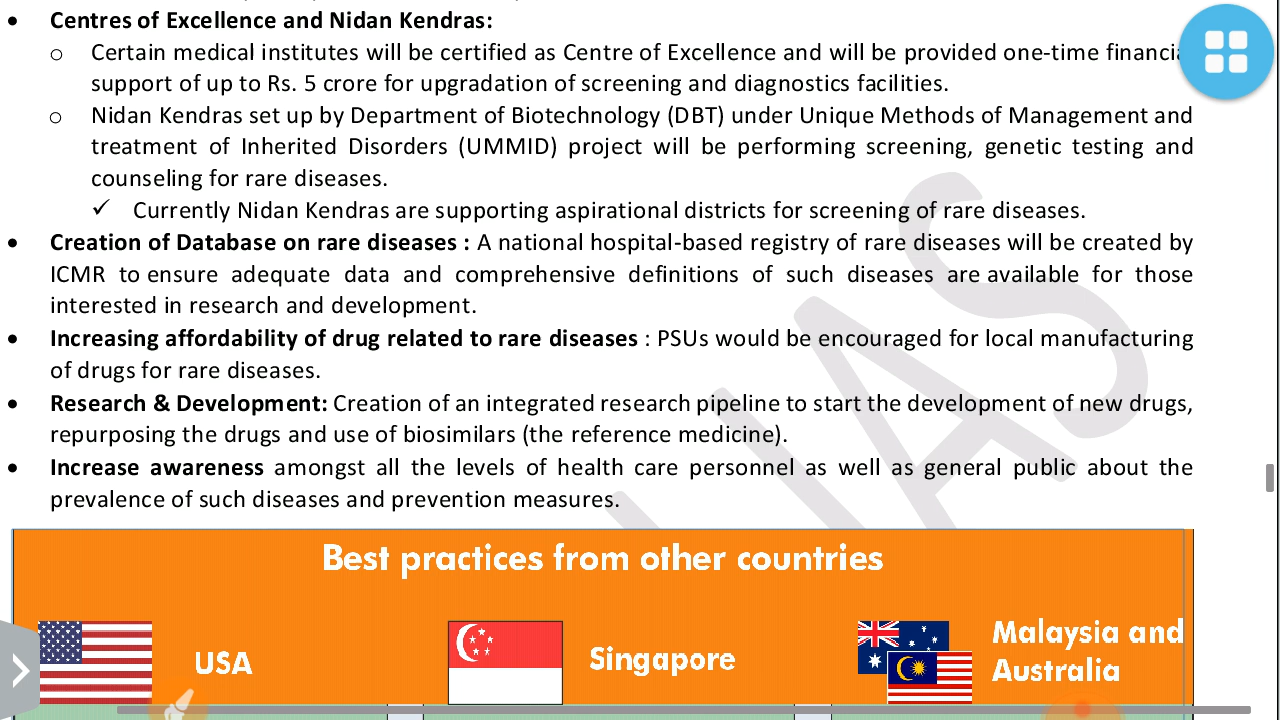 • Centres of Excellence and Nidan Kendras:
o Certain medical institutes will be certified as Centre of Excellence and will be provided one-time financia
support of up to Rs. 5 crore for upgradation of screening and diagnostics facilities.
o Nidan Kendras set up by Department of Biotechnology (DBT) under Unique Methods of Management and
treatment of Inherited Disorders (UMMID) project will be performing screening, genetic testing and
counseling for rare diseases.
✓ Currently Nidan Kendras are supporting aspirational districts for screening of rare diseases.
• Creation of Database on rare diseases : A national hospital-based registry of rare diseases will be created by
ICMR to ensure adequate data and comprehensive definitions of such diseases are available for those
interested in research and development.
• Increasing affordability of drug related to rare diseases : PSUs would be encouraged for local manufacturing
of drugs for rare diseases.
• Research & Development: Creation of an integrated research pipeline to start the development of new drugs,
repurposing the drugs and use of biosimilars (the reference medicine).
• Increase awareness amongst all the levels of health care personnel as well as general public about the
prevalence of such diseases and prevention measures.
IAS
Best practices from other countries
USA
Singapore
Malaysia and
Australia